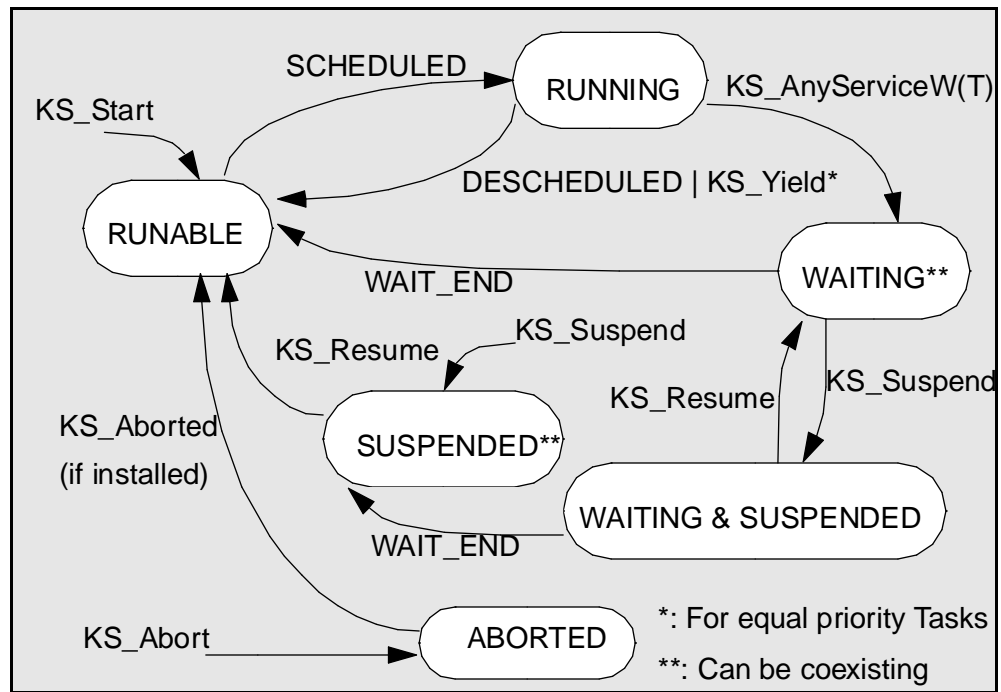 SCHEDULED
RUNNING
KS_AnyServiceW(T)
KS_Start
DESCHEDULED | KS_Yield*
RUNABLE
WAIT_END
WAITING**
KS_Suspend
KS_Resume
KS_Suspend
KS_Resume
KS_Aborted
(if installed)
SUSPENDED**
WAITING & SUSPENDED
WAIT_END
*: For equal priority Tasks
KS_Abort
ABORTED
**: Can be coexisting